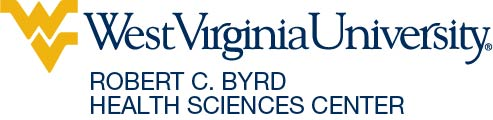 WestVirginiaUniversity®
ROBERT C. BYRD
HEALTH SCIENCES CENTER